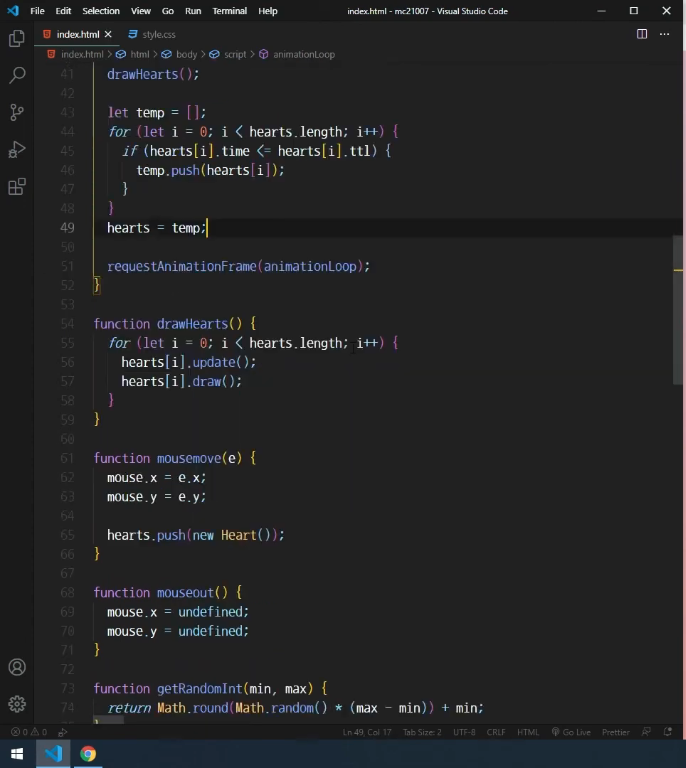 File Edit Selection View Go Run Terminal Help index.html - mc21007 - Visual Studio Code
index.html style.css
index.html > html > body > script > animationLoop
41 drawHearts();
42
43 let temp = [];
44 for (let i = 0; i < hearts.length; i++) {
45 if (hearts[i].time <= hearts[i].ttl) {
46 temp.push(hearts[i]);
47 }
48 }
49 hearts = temp;
50
51 requestAnimationFrame(animationLoop);
52 }
53
54 function drawHearts() {
55 for (let i = 0; i < hearts.length; i++) {
56 hearts[i].update();
57 hearts[i].draw();
58 }
59 }
60
61 function mousemove(e) {
62 mouse.x = e.x;
63 mouse.y = e.y;
64
65 hearts.push(new Heart());
66 }
67
68 function mouseout() {
69 mouse.x = undefined;
70 mouse.y = undefined;
71 }
72
73 function getRandomInt(min, max) {
74 return Math.round(Math.random() * (max - min)) + min;
0 0 Ln 49, Col 17 Tab Size: 2 UTF-8 CRLF HTML Go Live Prettier